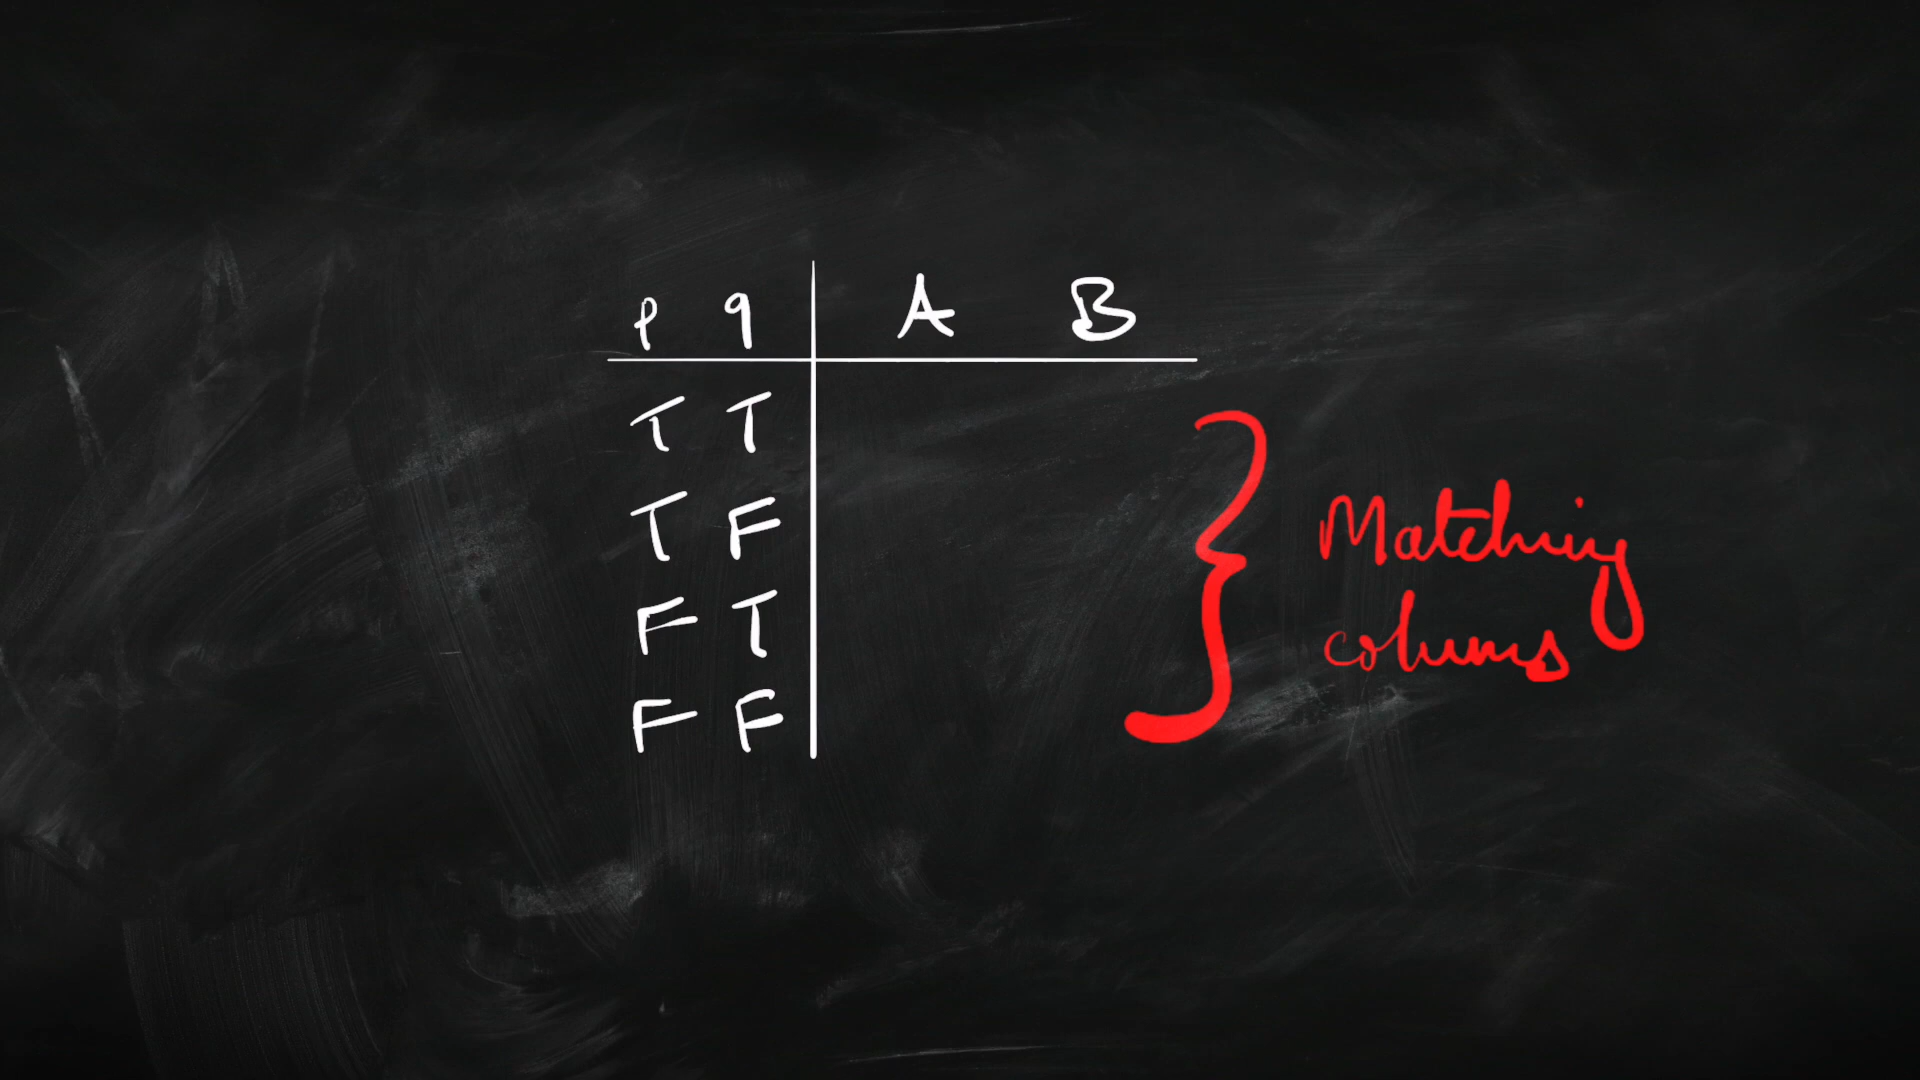 p q A B
T T
T F
F T
F F
Matching
columns